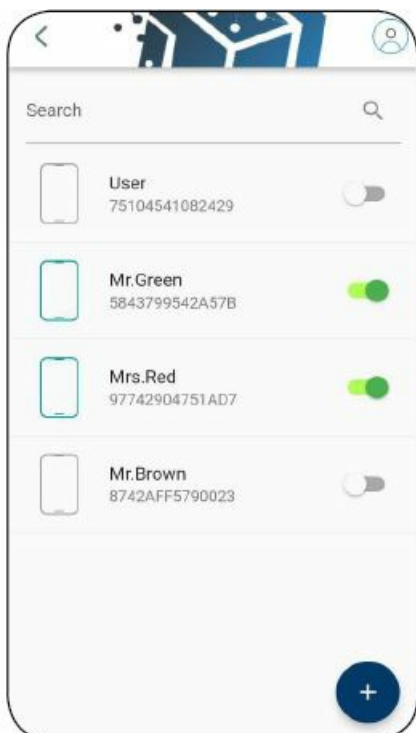 Search
User
75104541082429
Mr.Green
5843799542A57B
Mrs.Red
97742904751AD7
Mr.Brown
8742AFF5790023
+